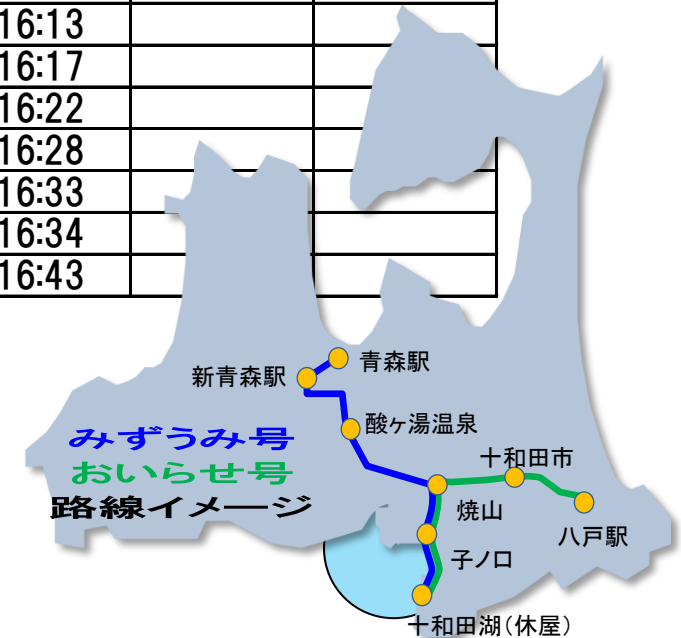 16:13
16:17
16:22
16:28
16:33
16:34
16:43
青森駅
新青森駅
酸ヶ湯温泉
みずうみ号
おいらせ号
路線イメージ
十和田市
焼山
八戸駅
子ノ口
十和田湖(休屋)